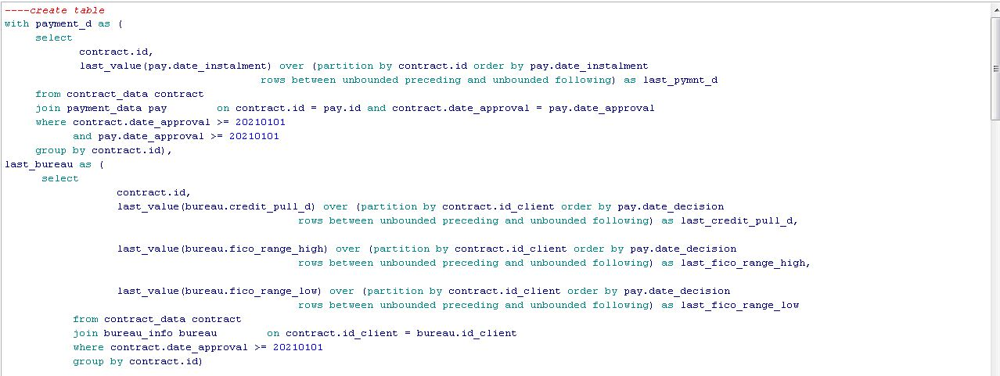 ----create table
with payment_d as (
select
contract.id,
last_value(pay.date_instalment) over (partition by contract.id order by pay.date_instalment
rows between unbounded preceding and unbounded following) as last_pymnt_d
from contract_data contract
join payment_data pay on contract.id = pay.id and contract.date_approval = pay.date_approval
where contract.date_approval >= 20210101
and pay.date_approval >= 20210101
group by contract.id),
last_bureau as (
select
contract.id,
last_value(bureau.credit_pull_d) over (partition by contract.id_client order by pay.date_decision
rows between unbounded preceding and unbounded following) as last_credit_pull_d,
last_value(bureau.fico_range_high) over (partition by contract.id_client order by pay.date_decision
rows between unbounded preceding and unbounded following) as last_fico_range_high,
last_value(bureau.fico_range_low) over (partition by contract.id_client order by pay.date_decision
rows between unbounded preceding and unbounded following) as last_fico_range_low
from contract_data contract
join bureau_info bureau on contract.id_client = bureau.id_client
where contract.date_approval >= 20210101
group by contract.id)